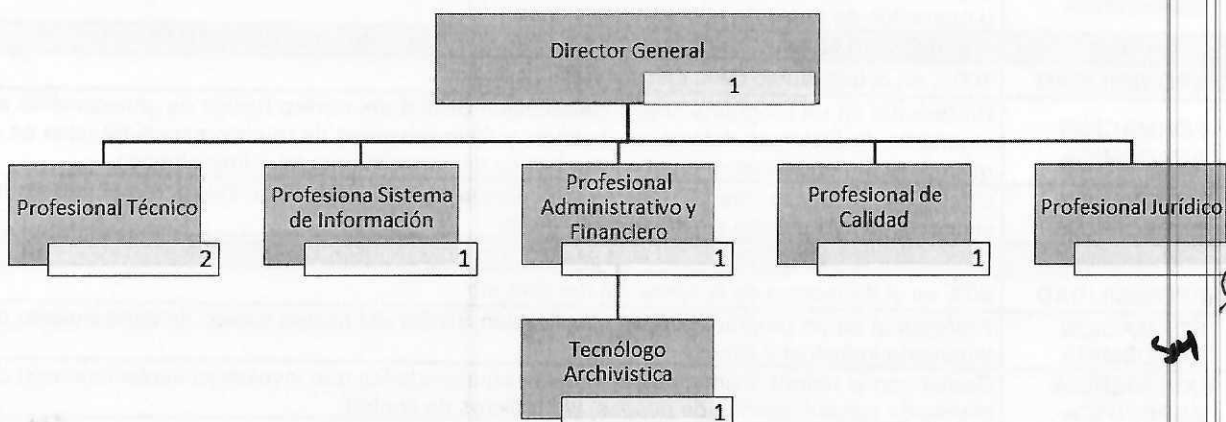 Director General
1
Profesional Técnico
2
Profesiona Sistema
de Información
1
Profesional
Administrativo y
Financiero
1
Profesional de
Calidad
1
Profesional Jurídico
Tecnólogo
Archivistica
1